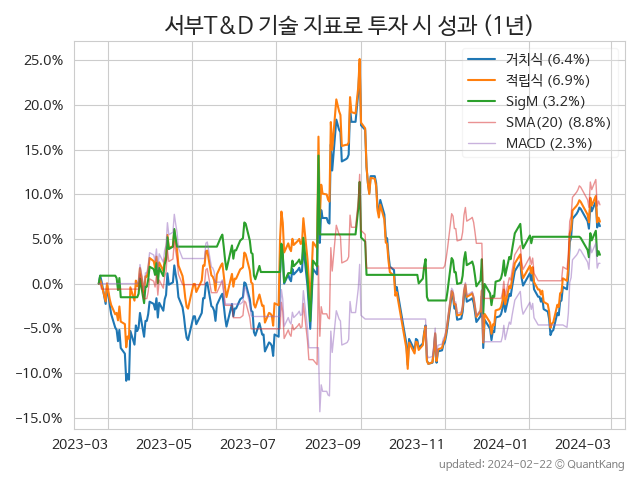 서부T&D 기술 지표로 투자 시 성과 (1년)
25.0%
20.0%
15.0%
10.0%
5.0%
0.0%
−5.0%
−10.0%
−15.0%
거치식 (6.4%)
적립식 (6.9%)
SigM (3.2%)
SMA(20) (8.8%)
MACD (2.3%)
2023-03 2023-05 2023-07 2023-09 2023-11 2024-01 2024-03
updated: 2024-02-22 © QuantKang